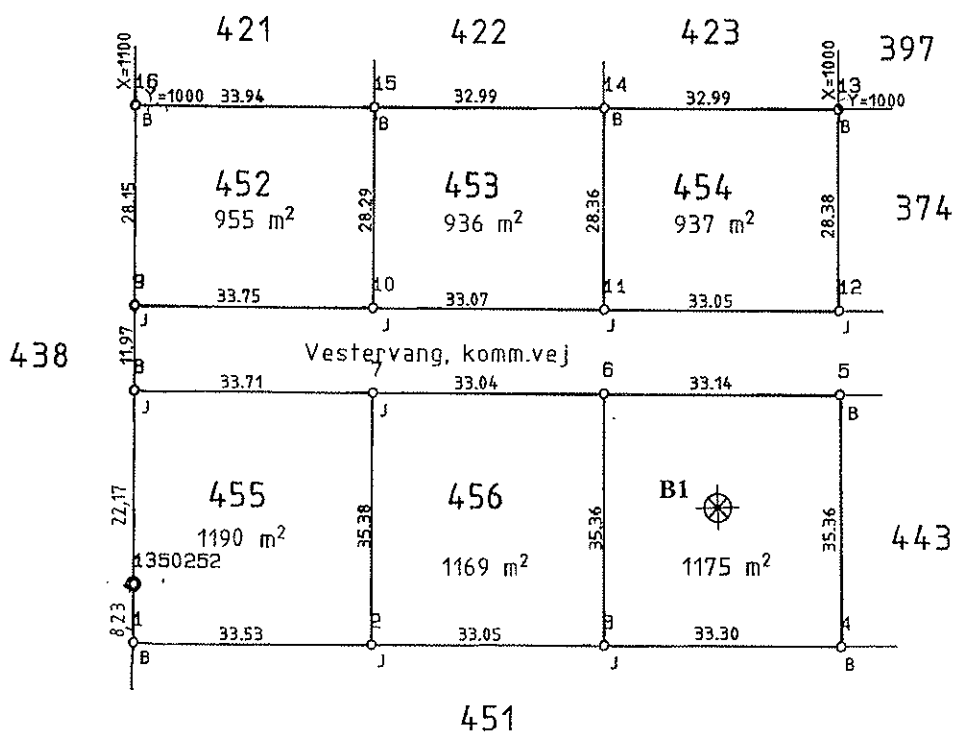 421 422 423 397
X=1100 X=1000
16 15 14 13
Y=1000 33.94 32.99 32.99 Y=1000
B B B B
452 453 454
955 m² 936 m² 937 m²
28.15 28.29 28.36 28.38
374
9 10 11 12
33.75 33.07 33.05
J J J J
438 11.97 Vestervang, komm.vej
8 7 6 5
33.71 33.04 33.14
J J B
455 456 B1
22,17 35.38 35.36 35.36
1190 m² 1169 m² 1175 m²
443
1350252
8,23
1 2 3 4
33.53 33.05 33.30
B J J B
451